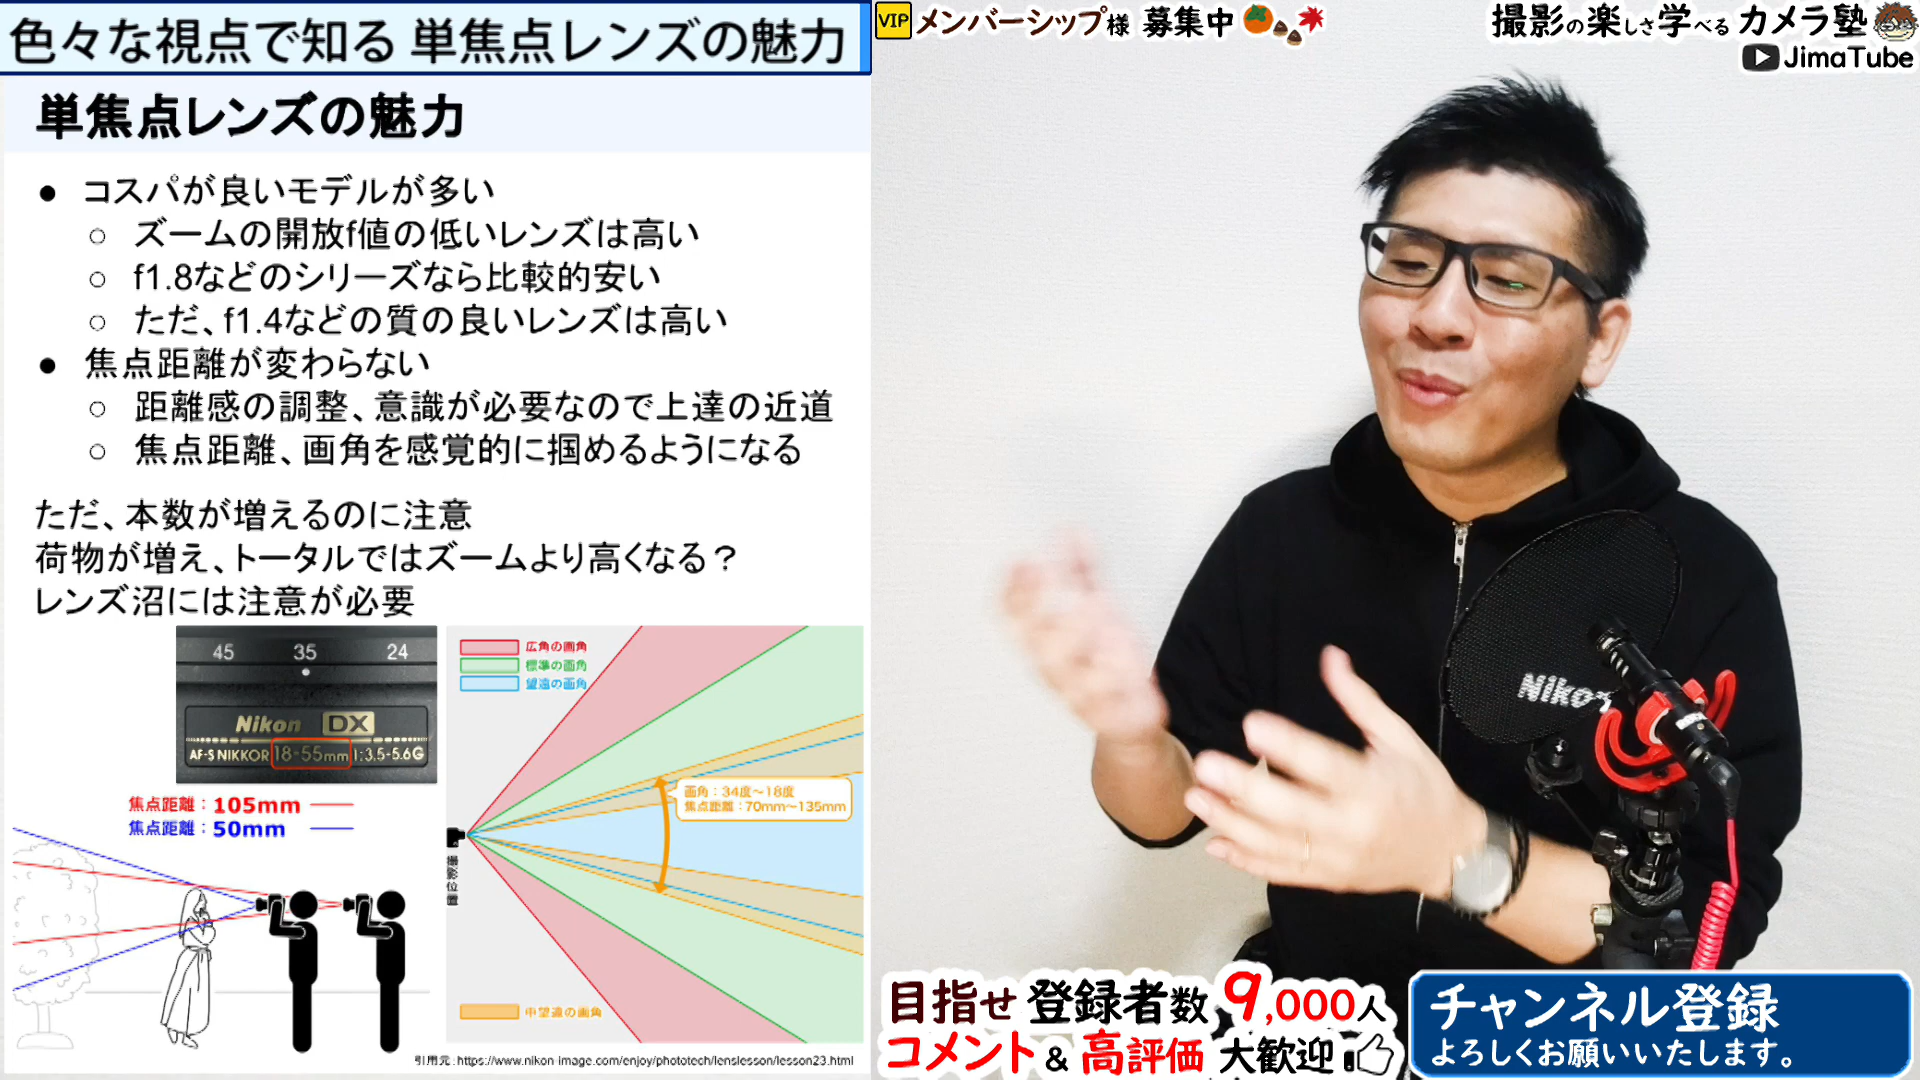 色々な視点で知る 単焦点レンズの魅力
単焦点レンズの魅力
● コスパが良いモデルが多い
○ ズームの開放f値の低いレンズは高い
○ f1.8などのシリーズなら比較的安い
○ ただ、f1.4などの質の良いレンズは高い
● 焦点距離が変わらない
○ 距離感の調整、意識が必要なので上達の近道
○ 焦点距離、画角を感覚的に掴めるようになる
ただ、本数が増えるのに注意
荷物が増え、トータルではズームより高くなる？
レンズ沼には注意が必要
45 35 24
Nikon DX
AF-S NIKKOR 18-55mm 1:3.5-5.6G
焦点距離：105mm
焦点距離：50mm
広角の画角
標準の画角
望遠の画角
画角：34度～18度
焦点距離：70mm～135mm
撮影位置
中望遠の画角
引用元：https://www.nikon-image.com/enjoy/phototech/lenslesson/lesson23.html
VIP メンバーシップ様 募集中
撮影の楽しさ学べる カメラ塾
JimaTube
Nikon
目指せ 登録者数 9,000人
コメント & 高評価 大歓迎
チャンネル登録
よろしくお願いいたします。